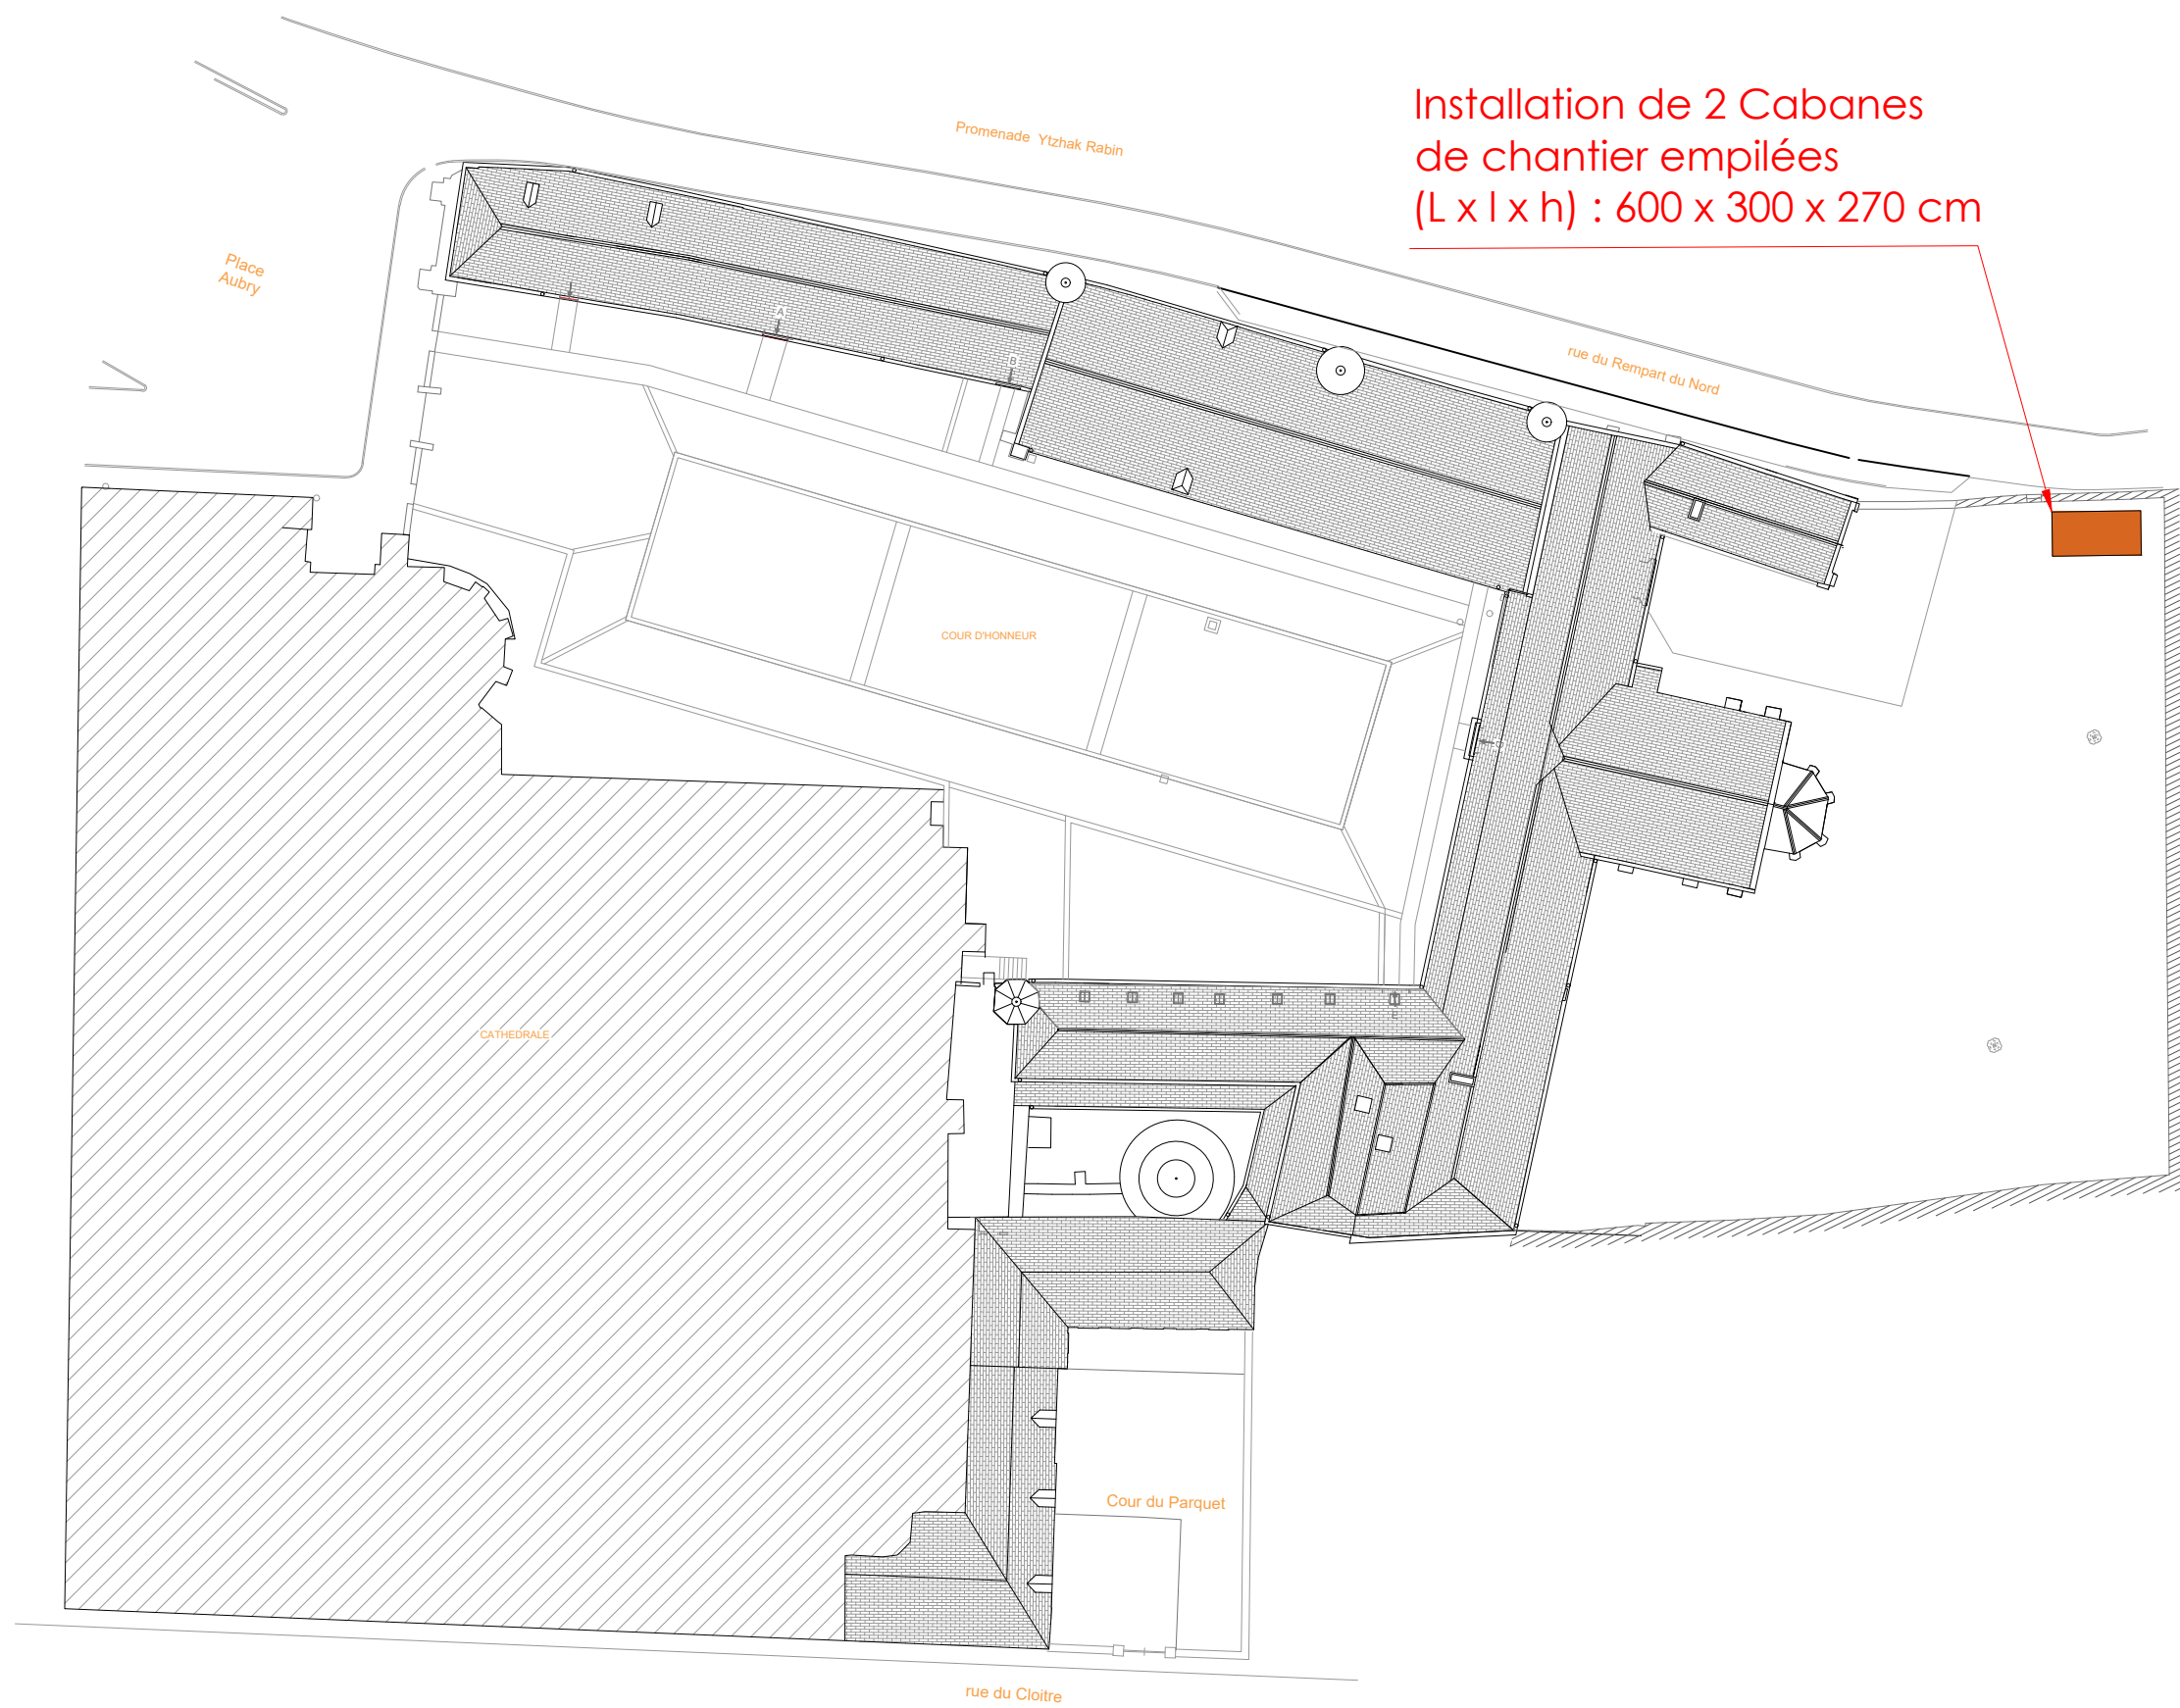 Installation de 2 Cabanes
de chantier empilées
(L x l x h) : 600 x 300 x 270 cm
Promenade Ytzhak Rabin
Place
Aubry
rue du Rempart du Nord
A
B
COUR D'HONNEUR
CATHEDRALE
E
Cour du Parquet
rue du Cloitre